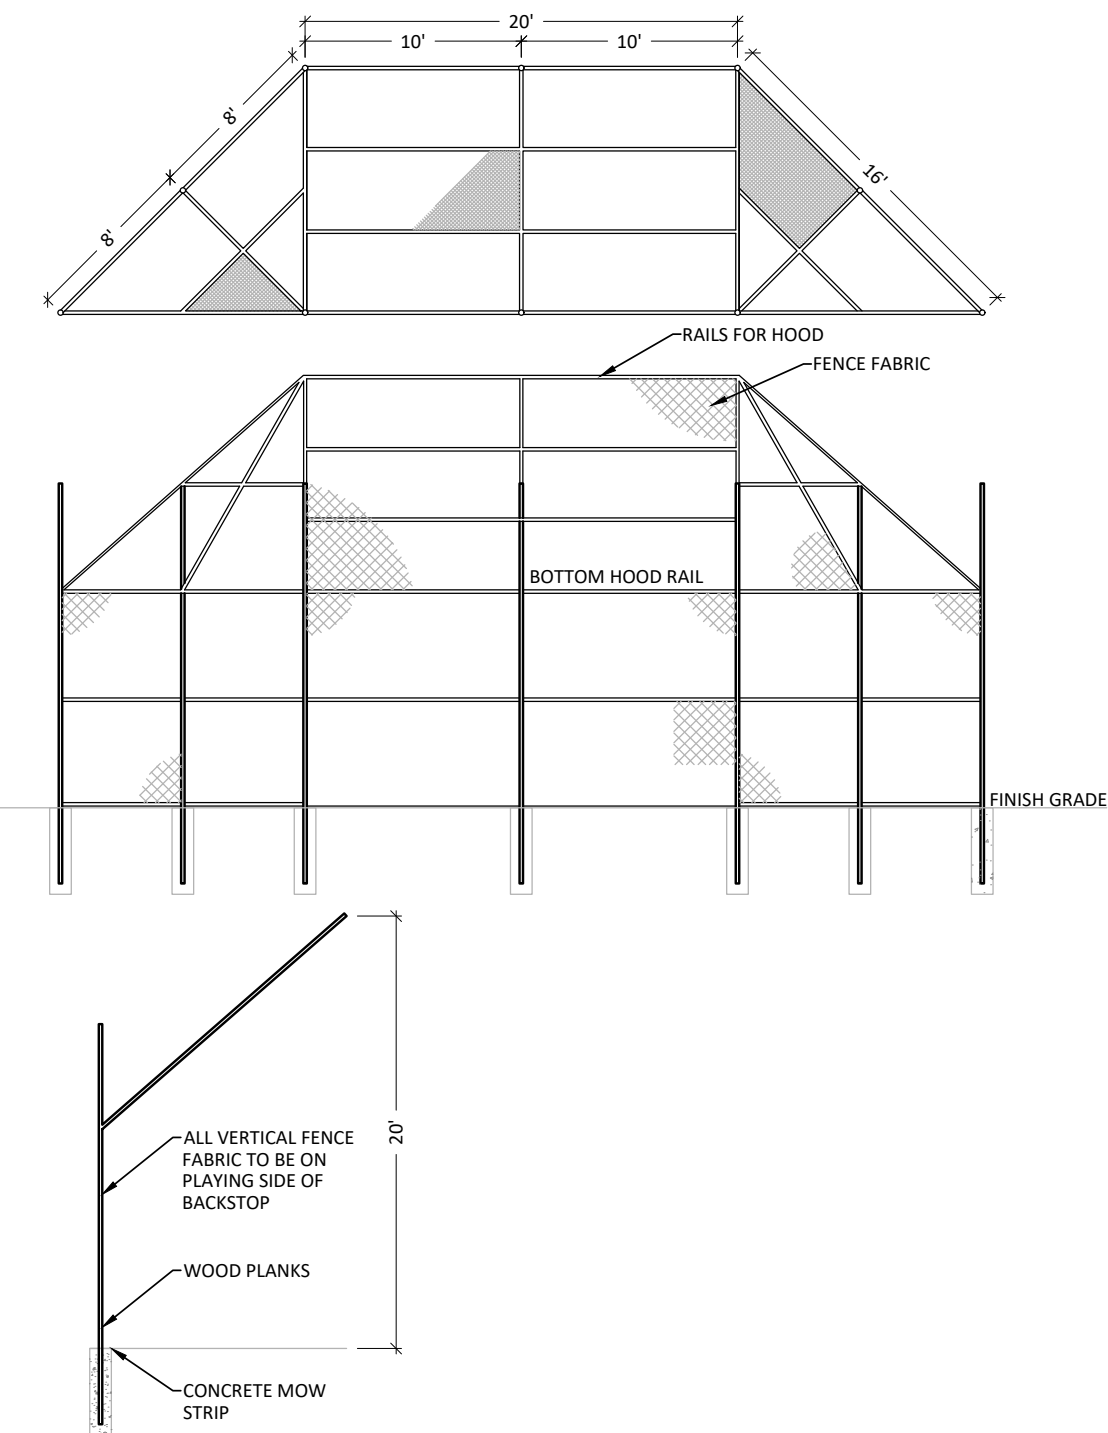 20'
10'
10'
8'
8'
16'
RAILS FOR HOOD
FENCE FABRIC
BOTTOM HOOD RAIL
FINISH GRADE
20'
ALL VERTICAL FENCE
FABRIC TO BE ON
PLAYING SIDE OF
BACKSTOP
WOOD PLANKS
CONCRETE MOW
STRIP